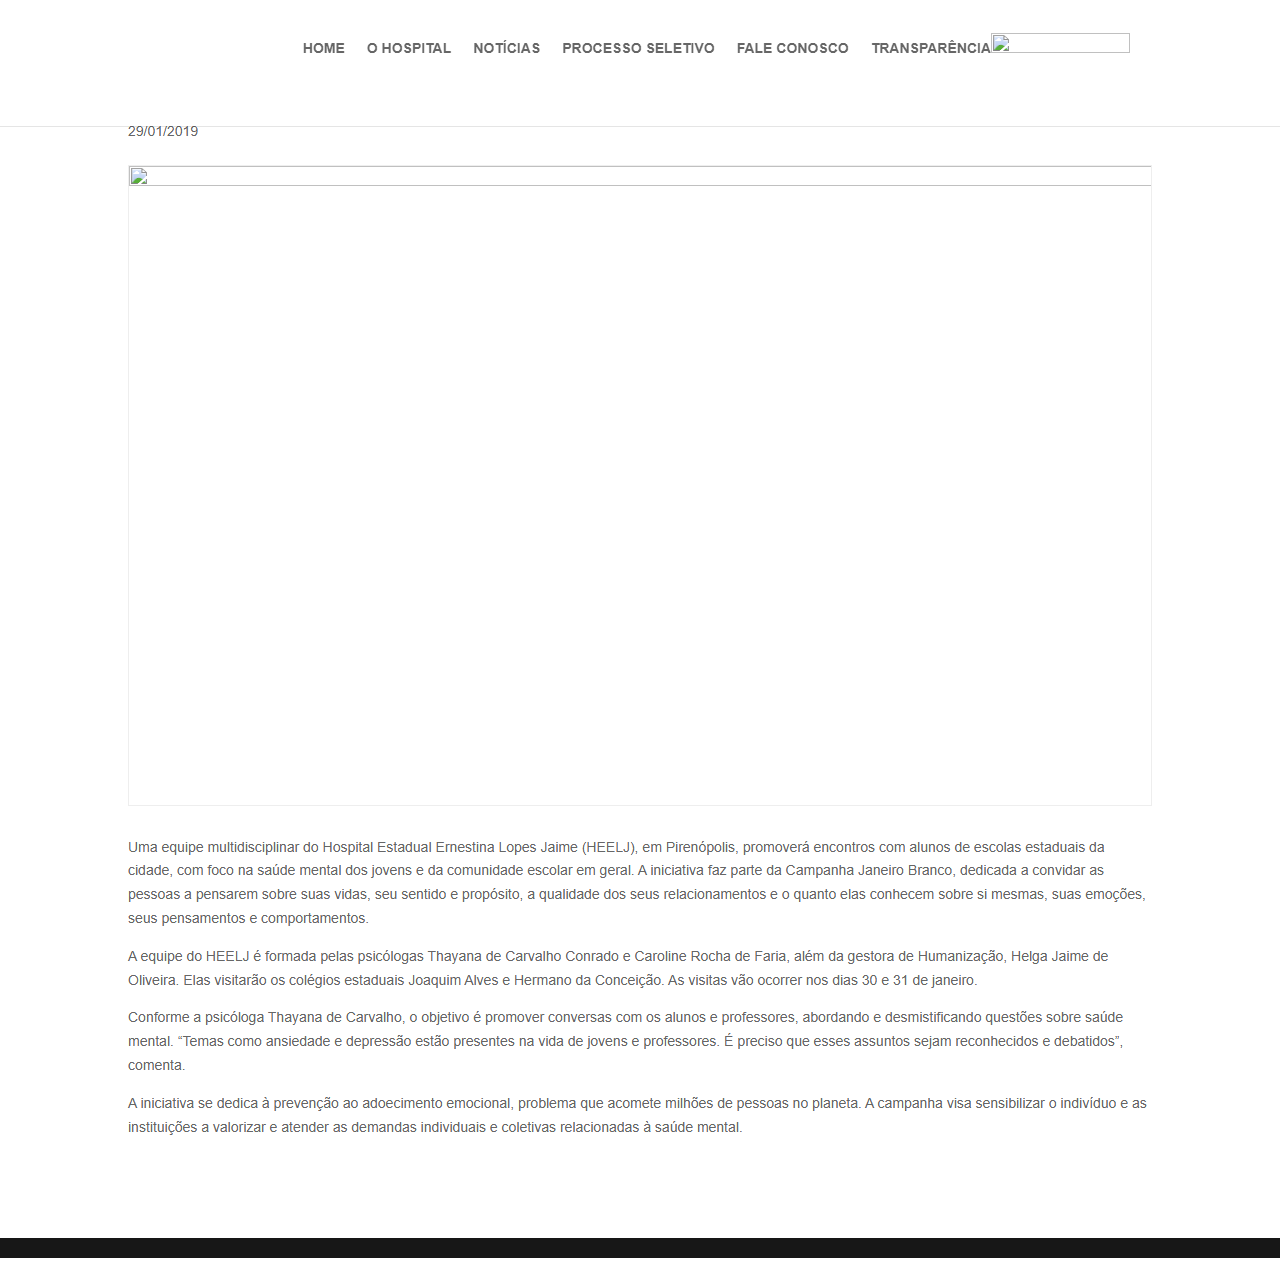 HOME O HOSPITAL NOTÍCIAS PROCESSO SELETIVO FALE CONOSCO TRANSPARÊNCIA
29/01/2019
Uma equipe multidisciplinar do Hospital Estadual Ernestina Lopes Jaime (HEELJ), em Pirenópolis, promoverá encontros com alunos de escolas estaduais da
cidade, com foco na saúde mental dos jovens e da comunidade escolar em geral. A iniciativa faz parte da Campanha Janeiro Branco, dedicada a convidar as
pessoas a pensarem sobre suas vidas, seu sentido e propósito, a qualidade dos seus relacionamentos e o quanto elas conhecem sobre si mesmas, suas emoções,
seus pensamentos e comportamentos.
A equipe do HEELJ é formada pelas psicólogas Thayana de Carvalho Conrado e Caroline Rocha de Faria, além da gestora de Humanização, Helga Jaime de
Oliveira. Elas visitarão os colégios estaduais Joaquim Alves e Hermano da Conceição. As visitas vão ocorrer nos dias 30 e 31 de janeiro.
Conforme a psicóloga Thayana de Carvalho, o objetivo é promover conversas com os alunos e professores, abordando e desmistificando questões sobre saúde
mental. “Temas como ansiedade e depressão estão presentes na vida de jovens e professores. É preciso que esses assuntos sejam reconhecidos e debatidos”,
comenta.
A iniciativa se dedica à prevenção ao adoecimento emocional, problema que acomete milhões de pessoas no planeta. A campanha visa sensibilizar o indivíduo e as
instituições a valorizar e atender as demandas individuais e coletivas relacionadas à saúde mental.